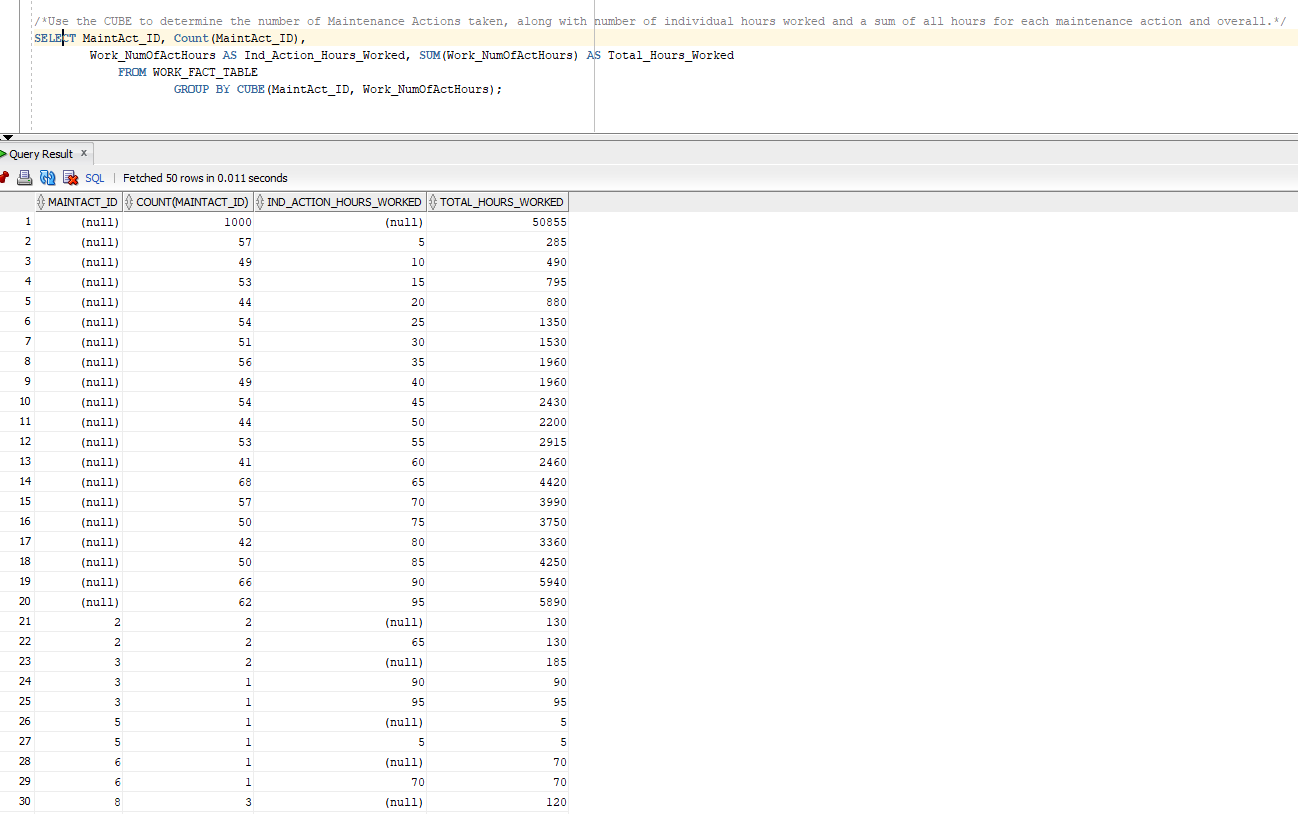 /*Use the CUBE to determine the number of Maintenance Actions taken, along with number of individual hours worked and a sum of all hours for each maintenance action and overall.*/
SELECT MaintAct_ID, Count(MaintAct_ID),
Work_NumOfActHours AS Ind_Action_Hours_Worked, SUM(Work_NumOfActHours) AS Total_Hours_Worked
FROM WORK_FACT_TABLE
GROUP BY CUBE(MaintAct_ID, Work_NumOfActHours);
Query Result x
SQL | Fetched 50 rows in 0.011 seconds
MAINTACT_ID COUNT(MAINTACT_ID) IND_ACTION_HOURS_WORKED TOTAL_HOURS_WORKED
1 (null) 1000 (null) 50855
2 (null) 57 5 285
3 (null) 49 10 490
4 (null) 53 15 795
5 (null) 44 20 880
6 (null) 54 25 1350
7 (null) 51 30 1530
8 (null) 56 35 1960
9 (null) 49 40 1960
10 (null) 54 45 2430
11 (null) 44 50 2200
12 (null) 53 55 2915
13 (null) 41 60 2460
14 (null) 68 65 4420
15 (null) 57 70 3990
16 (null) 50 75 3750
17 (null) 42 80 3360
18 (null) 50 85 4250
19 (null) 66 90 5940
20 (null) 62 95 5890
21 2 2 (null) 130
22 2 2 65 130
23 3 2 (null) 185
24 3 1 90 90
25 3 1 95 95
26 5 1 (null) 5
27 5 1 5 5
28 6 1 (null) 70
29 6 1 70 70
30 8 3 (null) 120